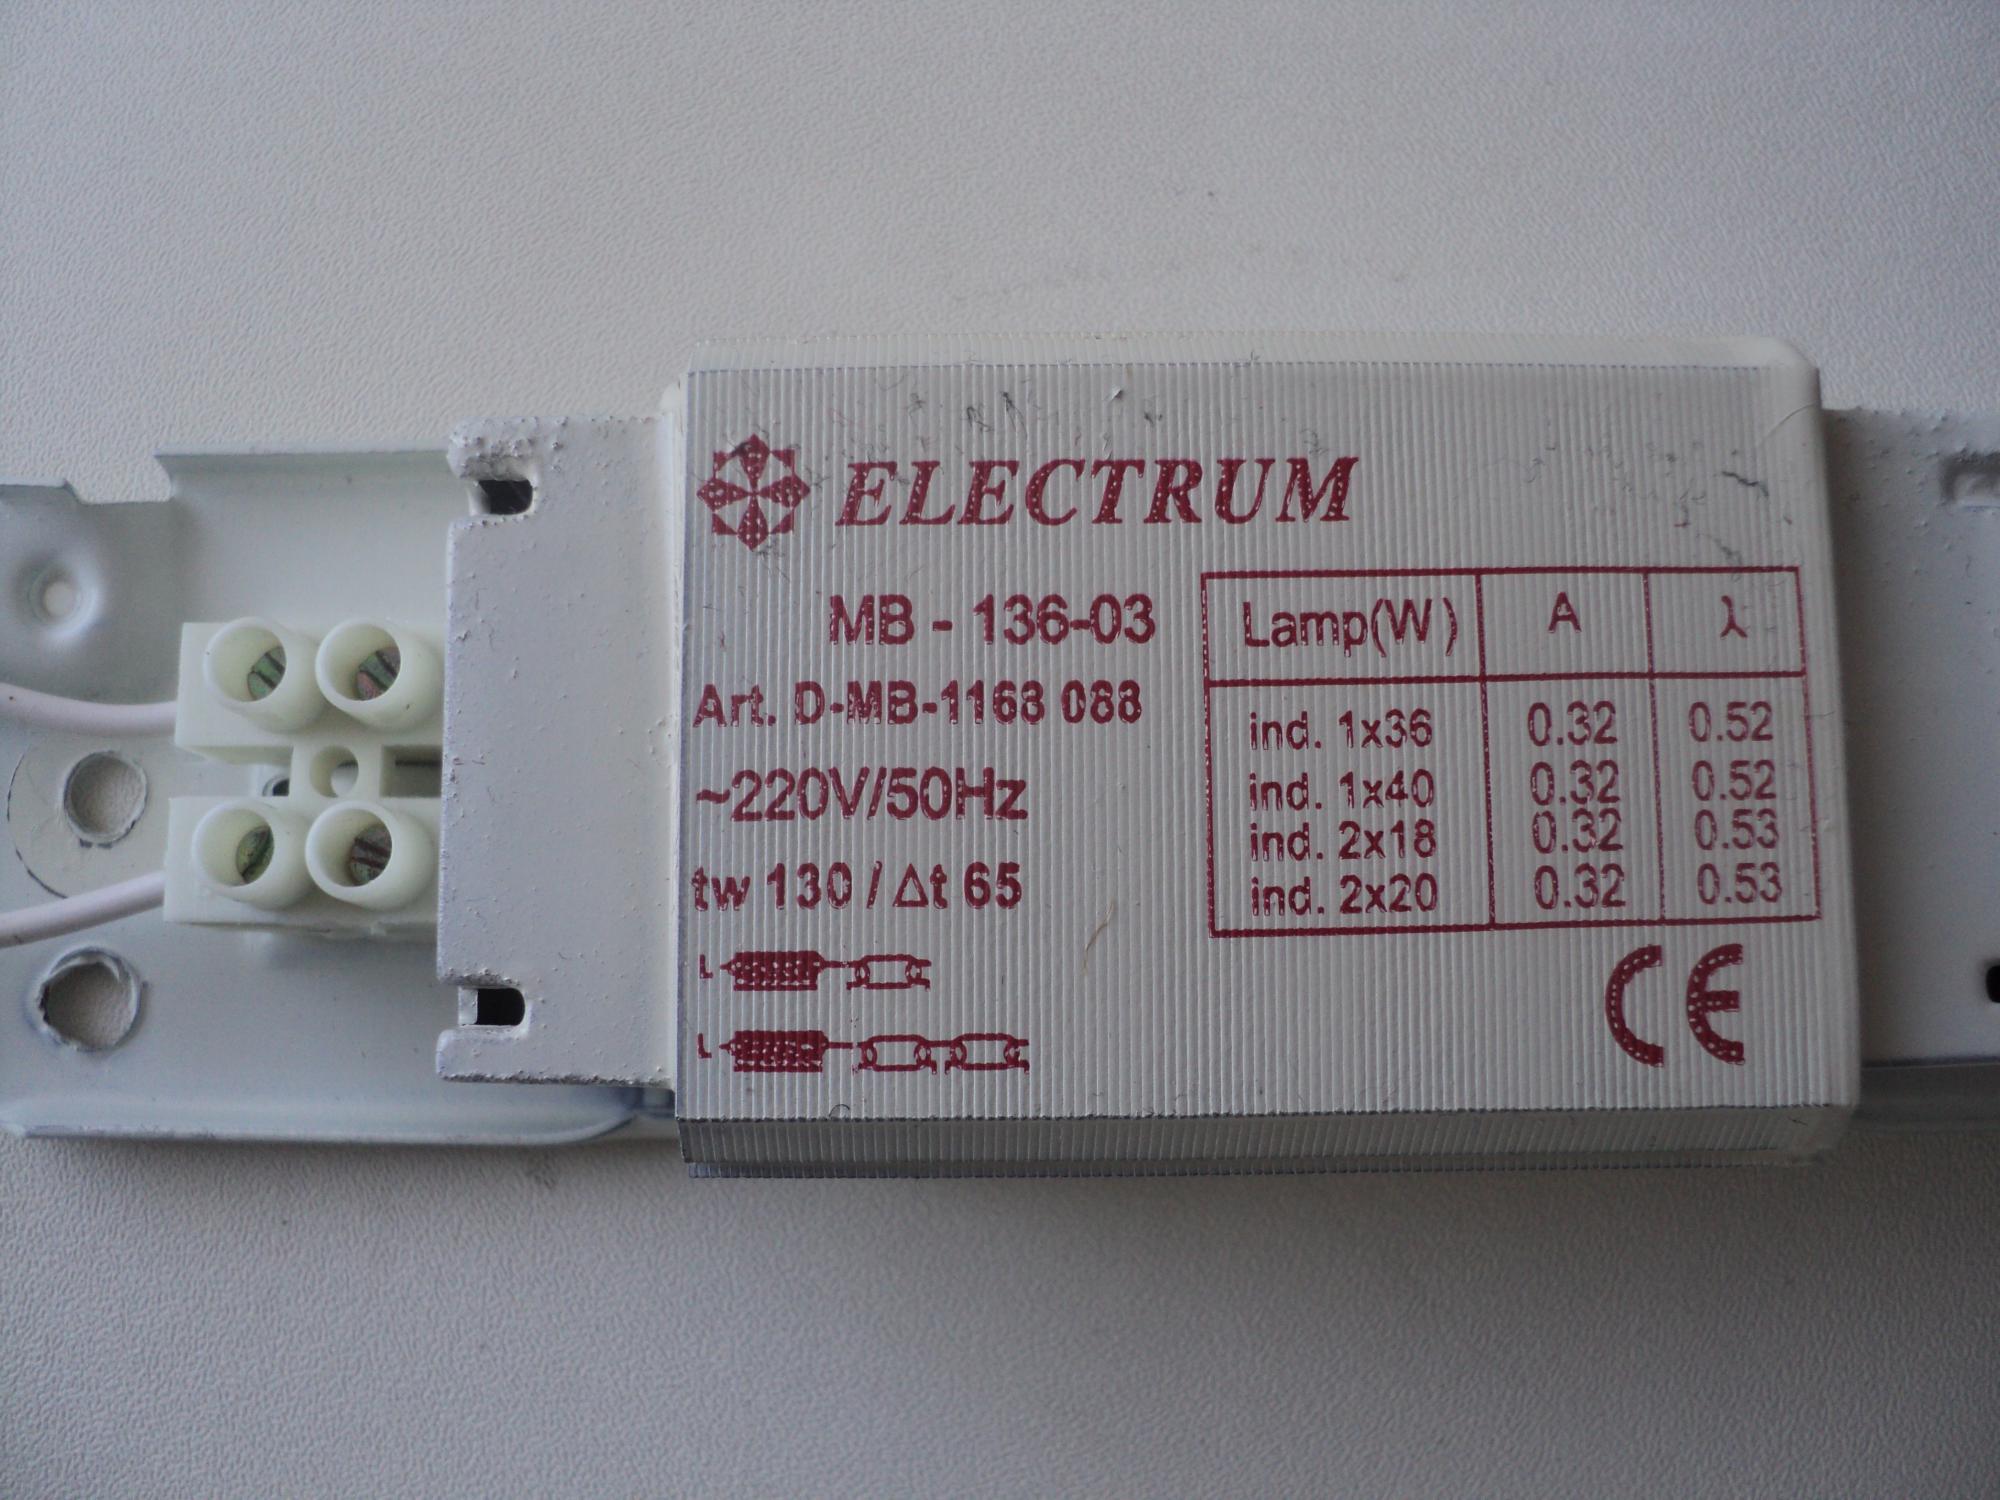 ELECTRUM
MB - 136-03
Art. D-MB-1168 088
~220V/50Hz
tw 130 / Δt 65
L
L
Lamp(W) A λ
ind. 1x36 0.32 0.52
ind. 1x40 0.32 0.52
ind. 2x18 0.32 0.53
ind. 2x20 0.32 0.53
CE